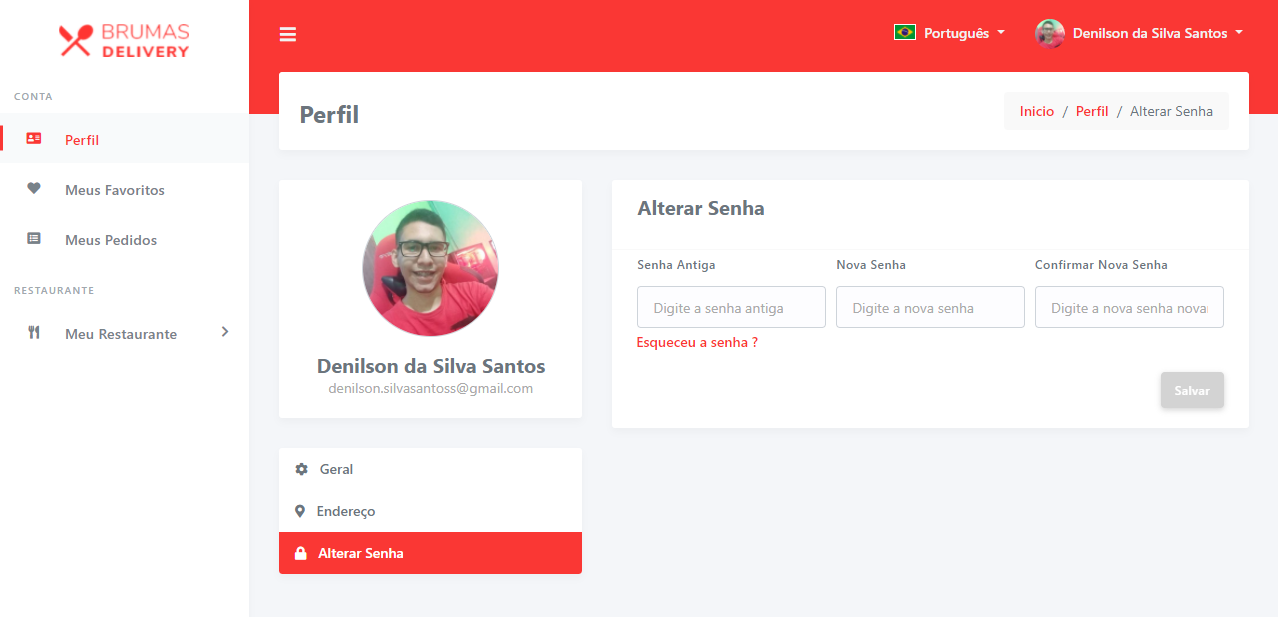 BRUMAS
DELIVERY
Português
Denilson da Silva Santos
CONTA
Perfil
Meus Favoritos
Meus Pedidos
RESTAURANTE
Meu Restaurante
Perfil
Inicio / Perfil / Alterar Senha
Denilson da Silva Santos
denilson.silvasantoss@gmail.com
Geral
Endereço
Alterar Senha
Alterar Senha
Senha Antiga
Nova Senha
Confirmar Nova Senha
Digite a senha antiga
Digite a nova senha
Digite a nova senha nova
Esqueceu a senha ?
Salvar